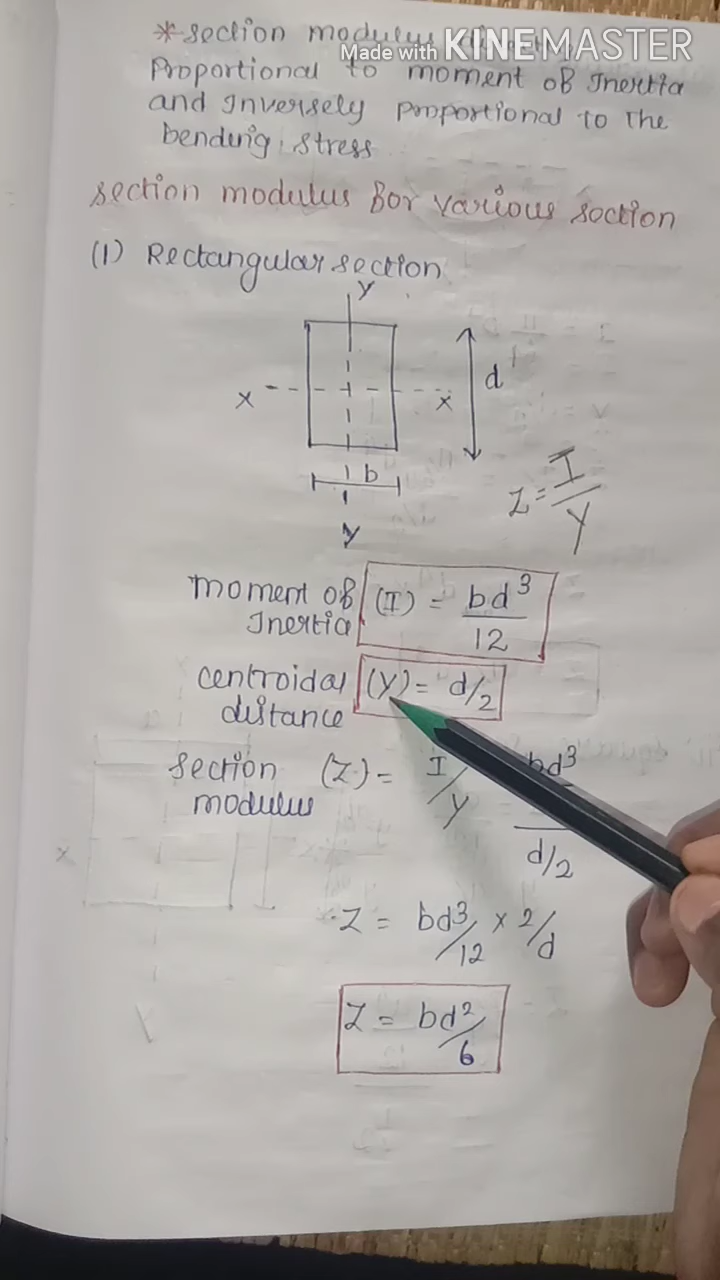 * Section modulus
Made with KINEMASTER
Proportional to moment of Inertia
and Inversely proportional to the
bending stress
section modulus for various section
(1) Rectangular section
y
x x d
b
y
Z = I/y
moment of Inertia (I) = bd³/12
centroidal distance (y) = d/2
section modulus (Z) = I/y bd³ / d/2
Z = bd³/12 × 2/d
Z = bd²/6
x